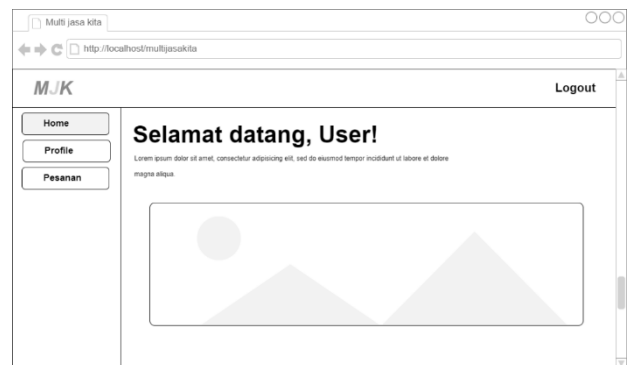 Multi jasa kita
http://localhost/multijasakita
MJK
Logout
Home
Profile
Pesanan
Selamat datang, User!
Lorem ipsum dolor sit amet, consectetur adipisicing elit, sed do eiusmod tempor incididunt ut labore et dolore
magna aliqua.